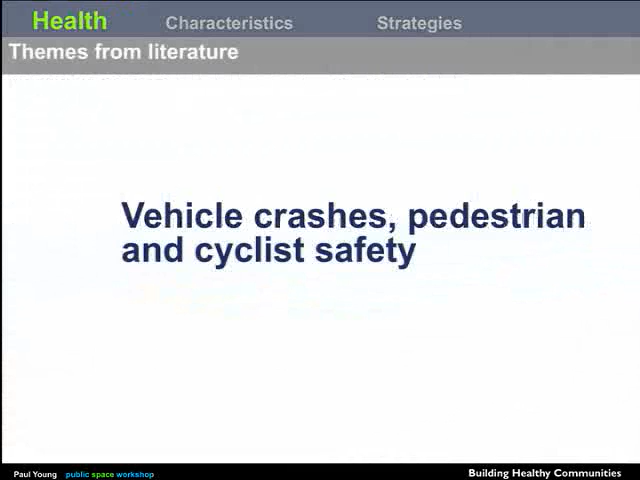 Health Characteristics Strategies
Themes from literature
Vehicle crashes, pedestrian
and cyclist safety
Paul Young public space workshop Building Healthy Communities